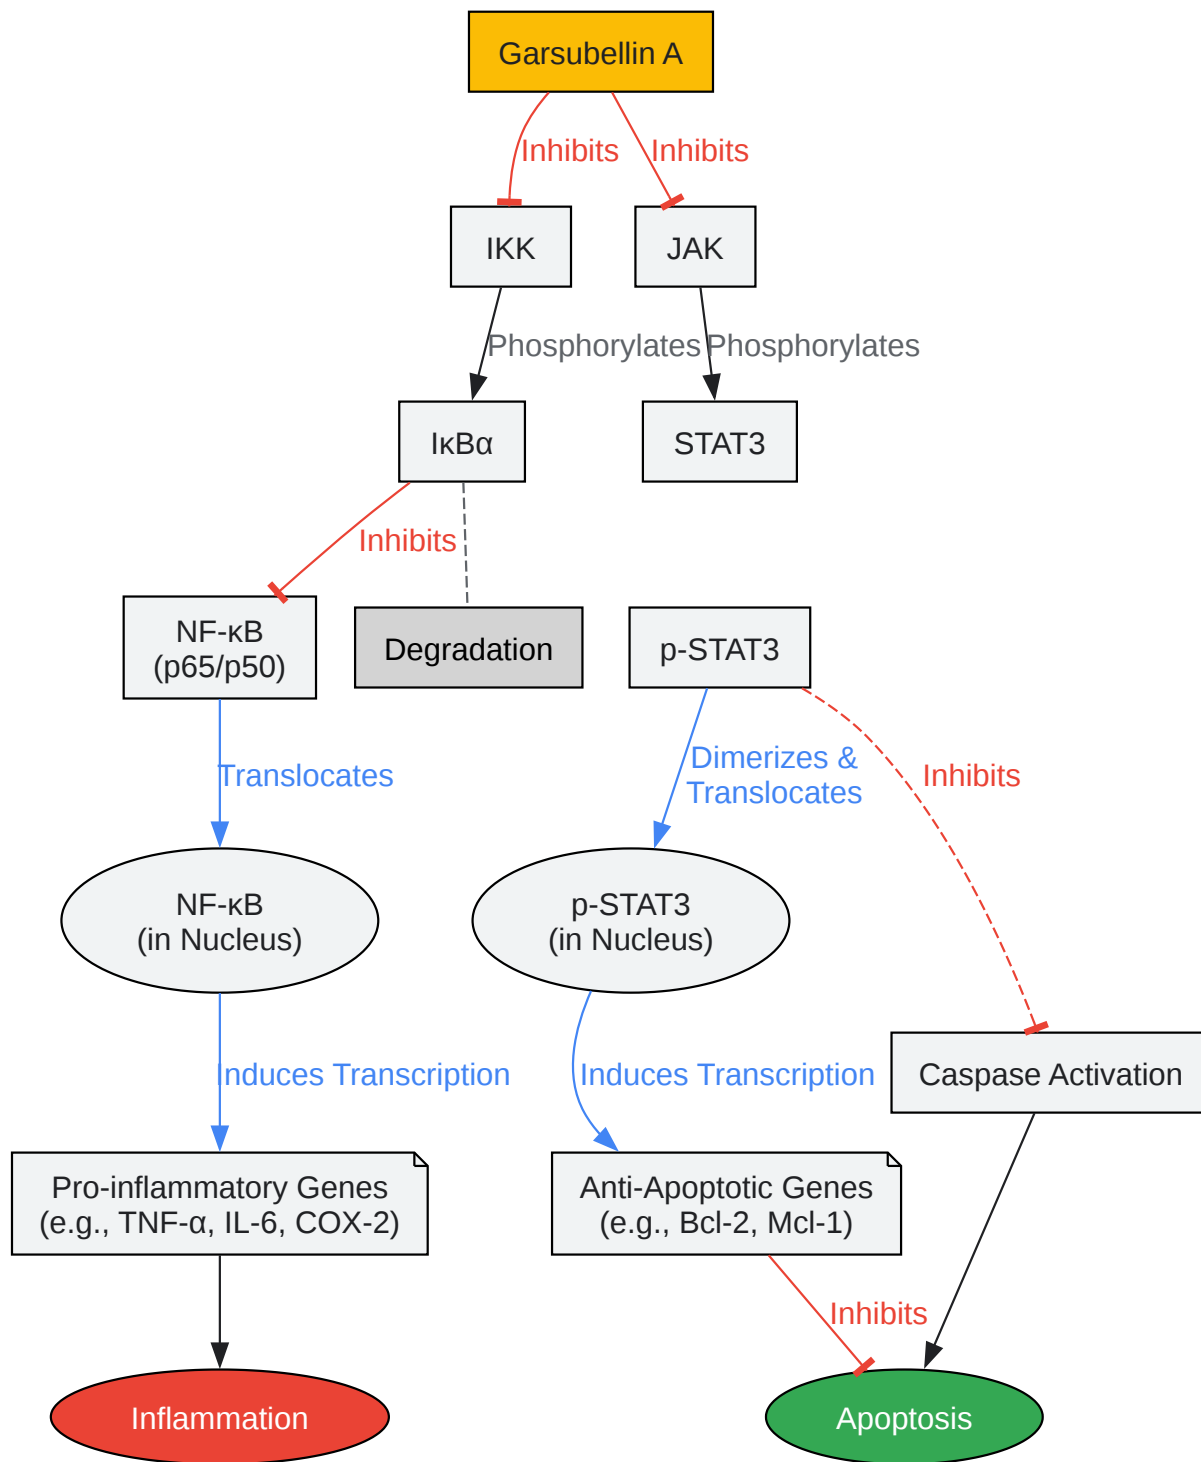 Garsubellin A
Inhibits
Inhibits
IKK
JAK
Phosphorylates
Phosphorylates
IκBα
STAT3
Inhibits
NF-κB
(p65/p50)
Degradation
p-STAT3
Translocates
Dimerizes &
Translocates
Inhibits
NF-κB
(in Nucleus)
p-STAT3
(in Nucleus)
Induces Transcription
Induces Transcription
Caspase Activation
Pro-inflammatory Genes
(e.g., TNF-α, IL-6, COX-2)
Anti-Apoptotic Genes
(e.g., Bcl-2, Mcl-1)
Inhibits
Inflammation
Apoptosis